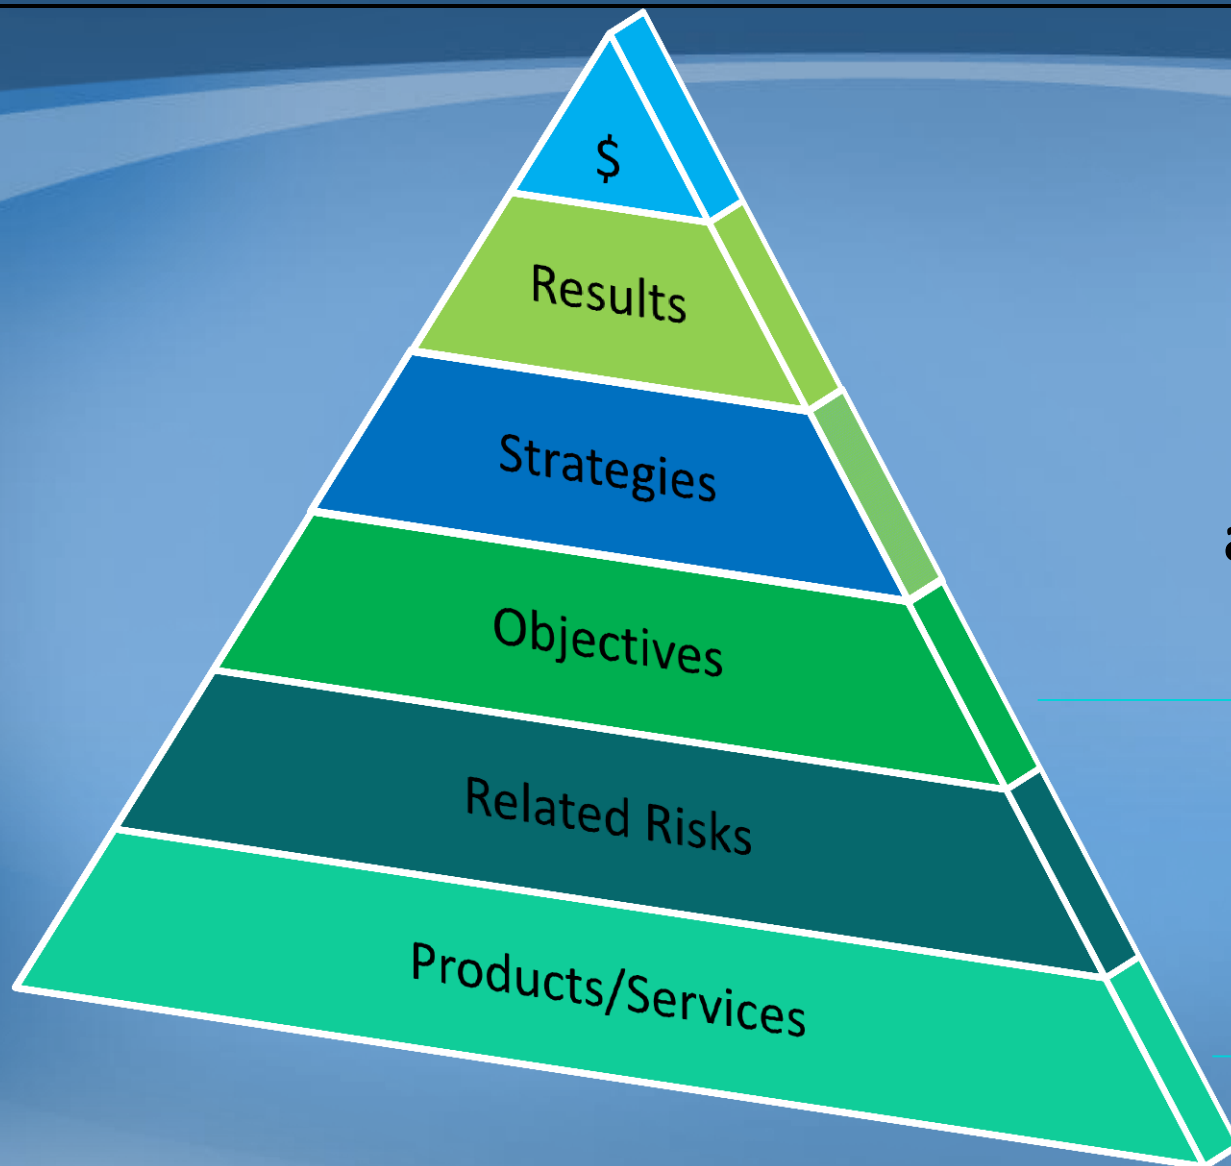 $
Results
Strategies
Objectives
Related Risks
Products/Services